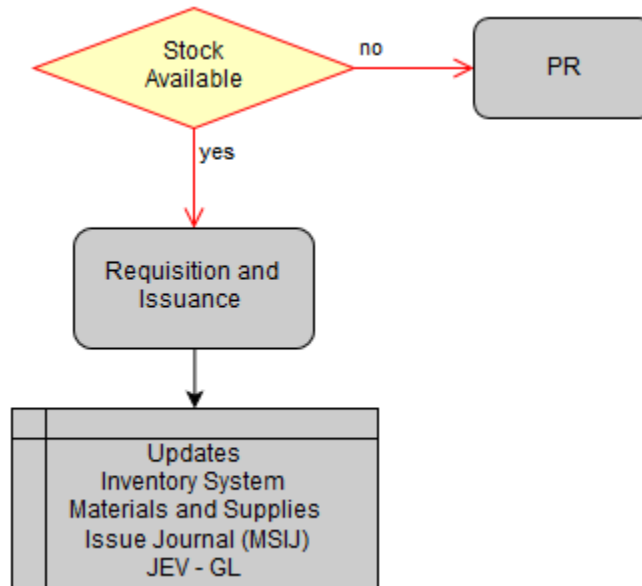 Stock
Available
no
PR
yes
Requisition and
Issuance
Updates
Inventory System
Materials and Supplies
Issue Journal (MSIJ)
JEV - GL